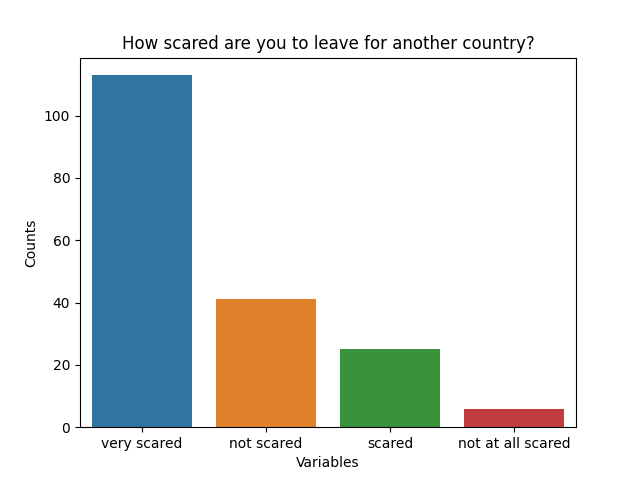 How scared are you to leave for another country?
100
80
60
40
20
0
Counts
very scared not scared scared not at all scared
Variables